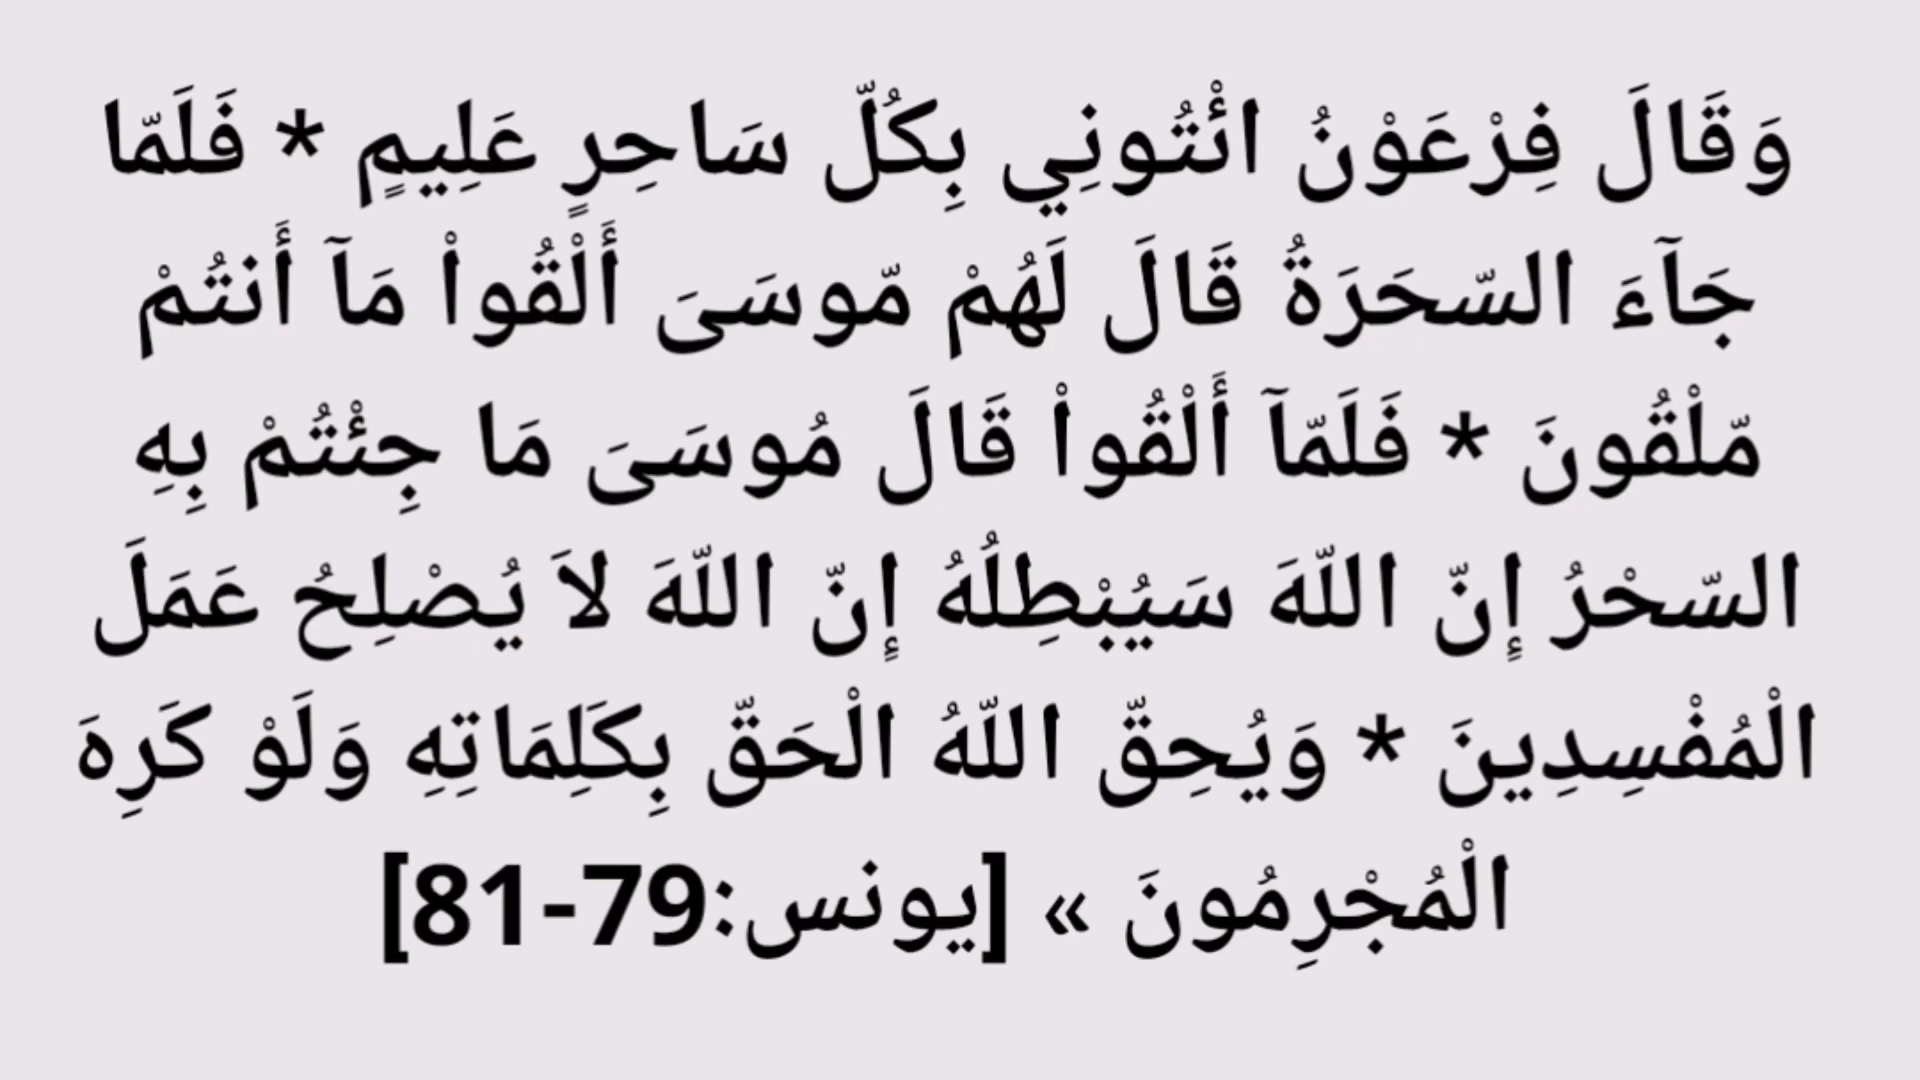 وَقَالَ فِرْعَوْنُ ائْتُونِي بِكُلّ سَاحِرٍ عَلِيمٍ * فَلَمّا
جَآءَ السّحَرَةُ قَالَ لَهُمْ مّوسَىَ أَلْقُواْ مَآ أَنتُمْ
مّلْقُونَ * فَلَمّآ أَلْقُواْ قَالَ مُوسَىَ مَا جِئْتُمْ بِهِ
السّحْرُ إِنّ اللّهَ سَيُبْطِلُهُ إِنّ اللّهَ لاَ يُصْلِحُ عَمَلَ
الْمُفْسِدِينَ * وَيُحِقّ اللّهُ الْحَقّ بِكَلِمَاتِهِ وَلَوْ كَرِهَ
الْمُجْرِمُونَ » [يونس:79-81]